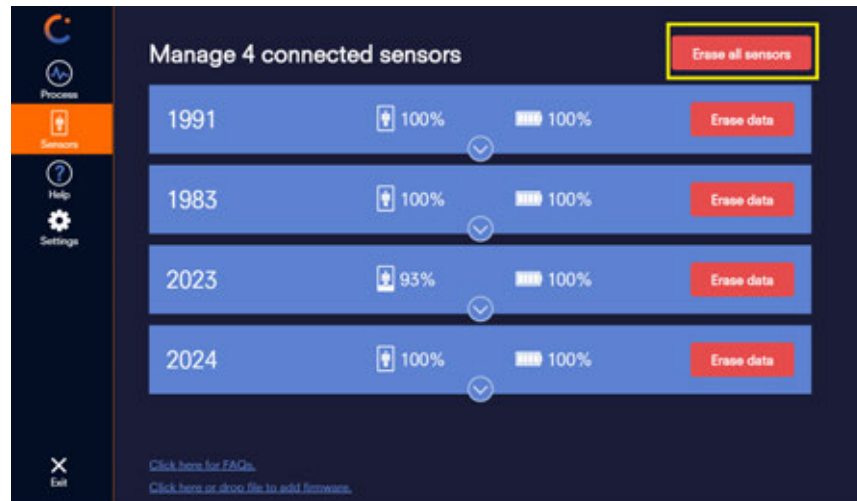 Manage 4 connected sensors
Erase all sensors
Process
Sensors
Help
Settings
1991 100% 100% Erase data
1983 100% 100% Erase data
2023 93% 100% Erase data
2024 100% 100% Erase data
Click here for FAQs.
Click here or drop file to add firmware.
Exit